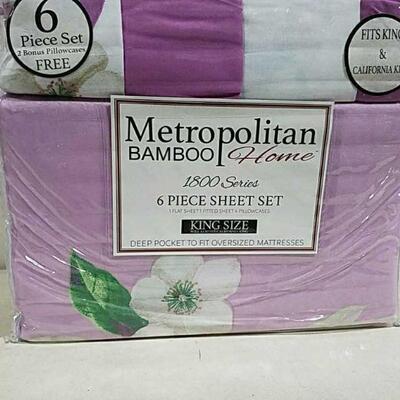 6
Piece Set
2 Bonus Pillowcases
FREE
FITS KING
&
CALIFORNIA KI
Metropolitan
BAMBOO Home
1800 Series
6 PIECE SHEET SET
1 FLAT SHEET 1 FITTED SHEET 4 PILLOWCASES
KING SIZE
DEEP POCKET TO FIT OVERSIZED MATTRESSES